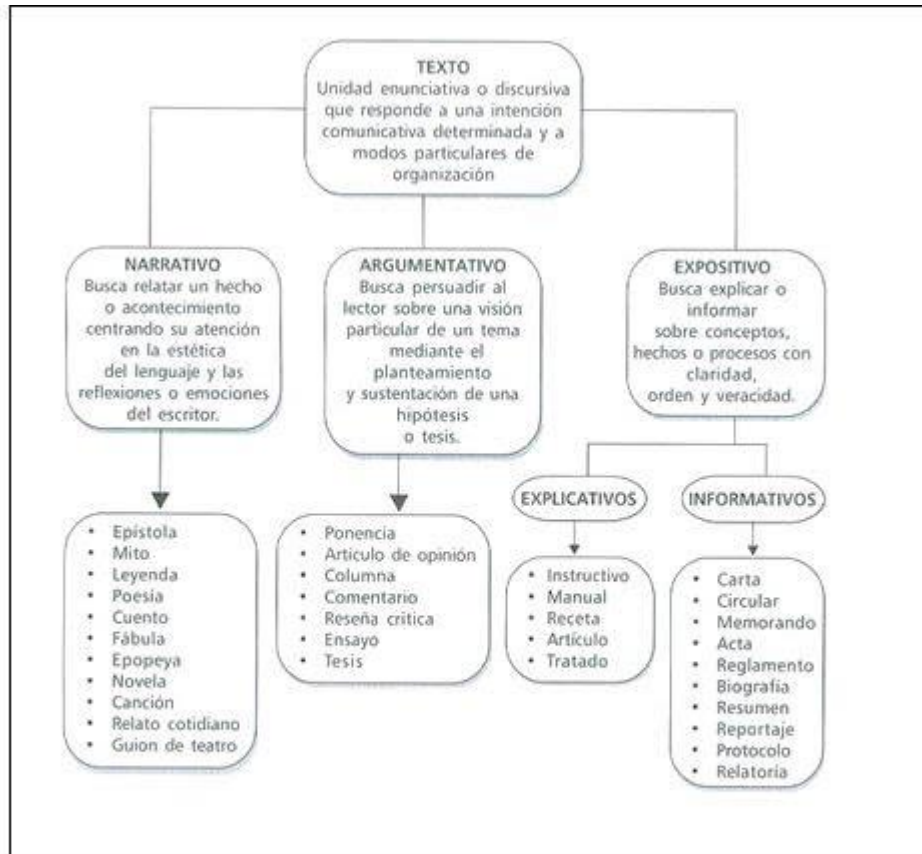 TEXTO
Unidad enunciativa o discursiva
que responde a una intención
comunicativa determinada y a
modos particulares de
organización
NARRATIVO
Busca relatar un hecho
o acontecimiento
centrando su atención
en la estética
del lenguaje y las
reflexiones o emociones
del escritor.
ARGUMENTATIVO
Busca persuadir al
lector sobre una visión
particular de un tema
mediante el
planteamiento
y sustentación de una
hipótesis
o tesis.
EXPOSITIVO
Busca explicar o
informar
sobre conceptos,
hechos o procesos con
claridad,
orden y veracidad.
EXPLICATIVOS
INFORMATIVOS
• Epístola
• Mito
• Leyenda
• Poesía
• Cuento
• Fábula
• Epopeya
• Novela
• Canción
• Relato cotidiano
• Guion de teatro
• Ponencia
• Artículo de opinión
• Columna
• Comentario
• Reseña crítica
• Ensayo
• Tesis
• Instructivo
• Manual
• Receta
• Artículo
• Tratado
• Carta
• Circular
• Memorando
• Acta
• Reglamento
• Biografía
• Resumen
• Reportaje
• Protocolo
• Relatoría